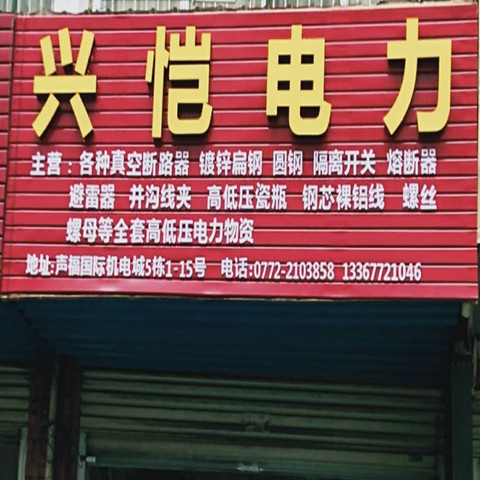 兴恺电力
主营：各种真空断路器 镀锌扁钢 圆钢 隔离开关 熔断器
避雷器 井沟线夹 高低压瓷瓶 钢芯裸铝线 螺丝
螺母等全套高低压电力物资
地址:声福国际机电城5栋1-15号 电话:0772-2103858 13367721046